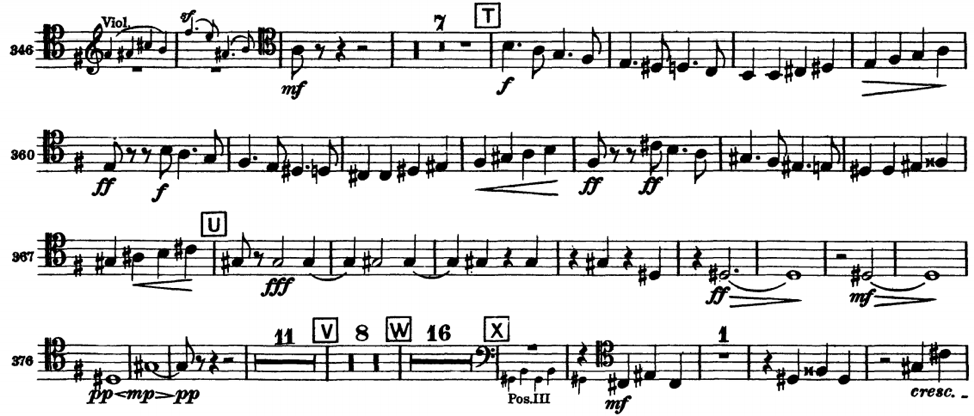 Viol. sf 7 T
346
mf f
360
ff f ff ff
U
367
fff ff mf
11 V 8 W 16 X 1
376
pp mp pp Pos.III mf cresc. -